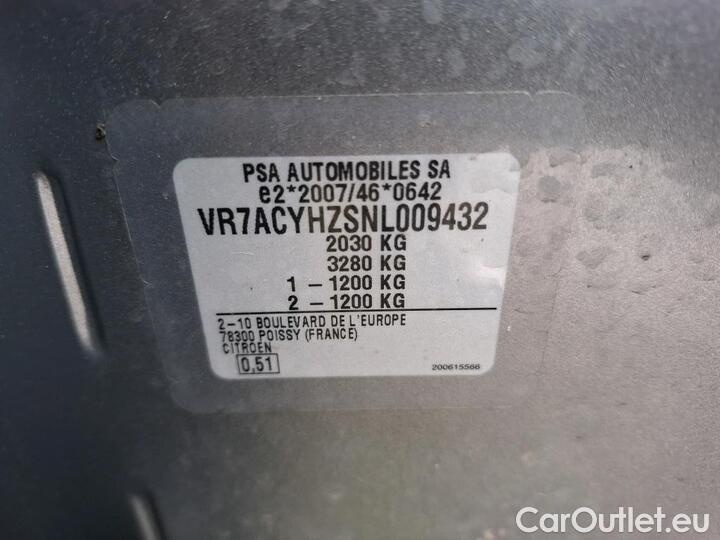 PSA AUTOMOBILES SA
e2*2007/46*0642
VR7ACYHZSNL009432
2030 KG
3280 KG
1 – 1200 KG
2 – 1200 KG
2-10 BOULEVARD DE L'EUROPE
78300 POISSY (FRANCE)
CITROEN
0,51
200615566
CarOutlet.eu